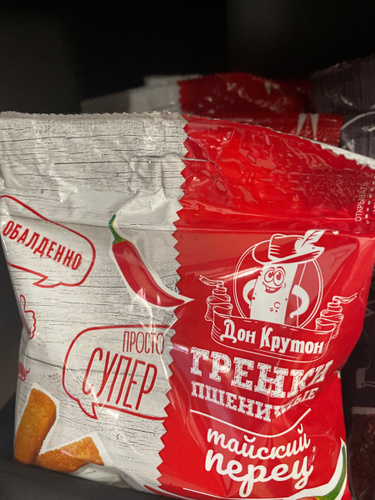 ОБАЛДЕННО
ПРОСТО
СУПЕР
Дон Крутон
ГРЕНКИ
ПШЕНИЧНЫЕ
тайский
перец